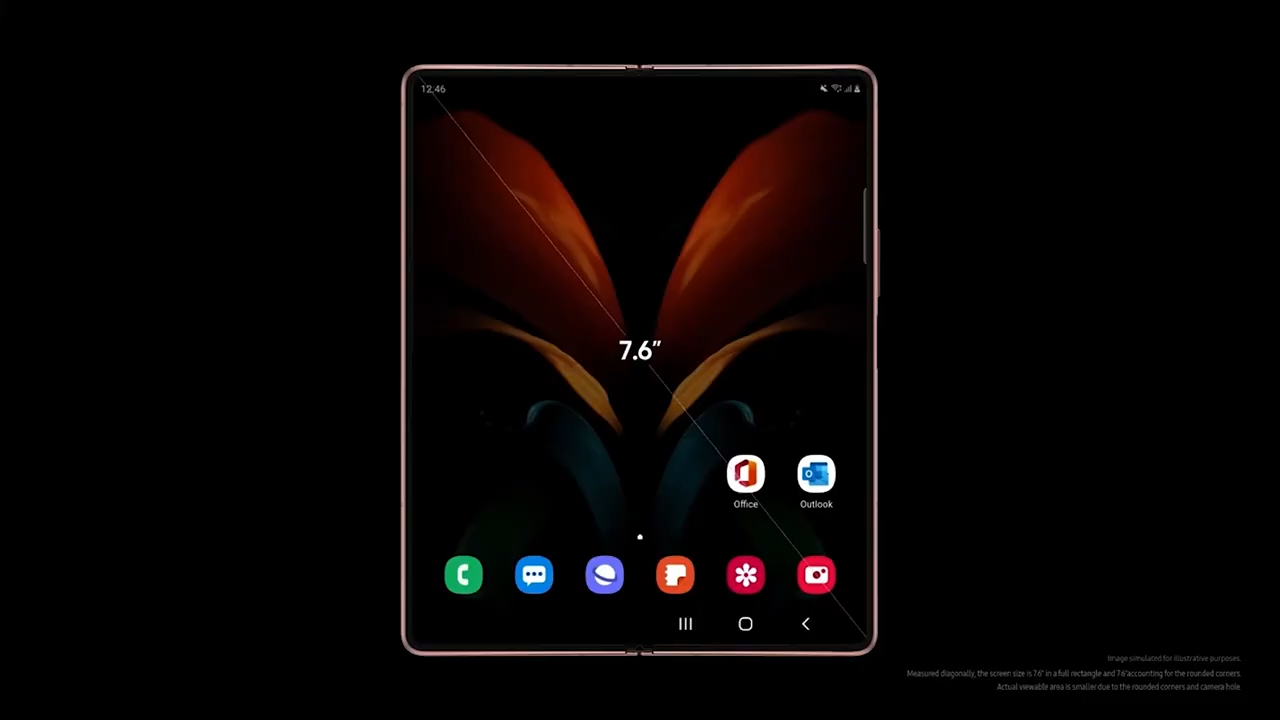 12:46
7.6”
Office
Outlook
Image simulated for illustrative purposes.
Measured diagonally, the screen size is 7.6" in a full rectangle and 7.6" accounting for the rounded corners.
Actual viewable area is smaller due to the rounded corners and camera hole.